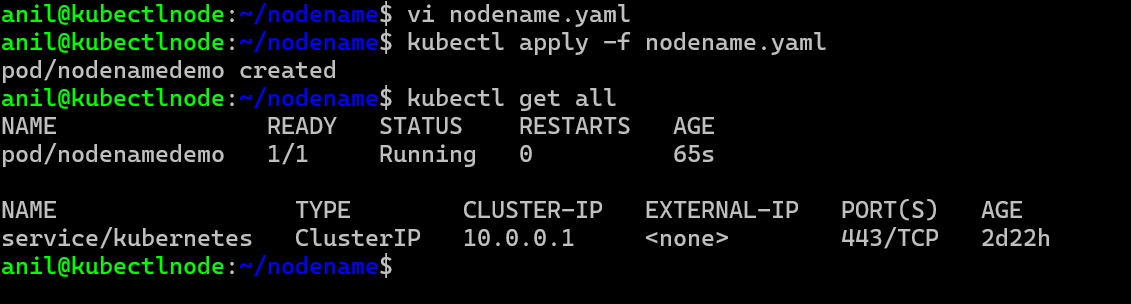 anil@kubectlnode:~/nodename$ vi nodename.yaml
anil@kubectlnode:~/nodename$ kubectl apply -f nodename.yaml
pod/nodenamedemo created
anil@kubectlnode:~/nodename$ kubectl get all
NAME READY STATUS RESTARTS AGE
pod/nodenamedemo 1/1 Running 0 65s
NAME TYPE CLUSTER-IP EXTERNAL-IP PORT(S) AGE
service/kubernetes ClusterIP 10.0.0.1 <none> 443/TCP 2d22h
anil@kubectlnode:~/nodename$